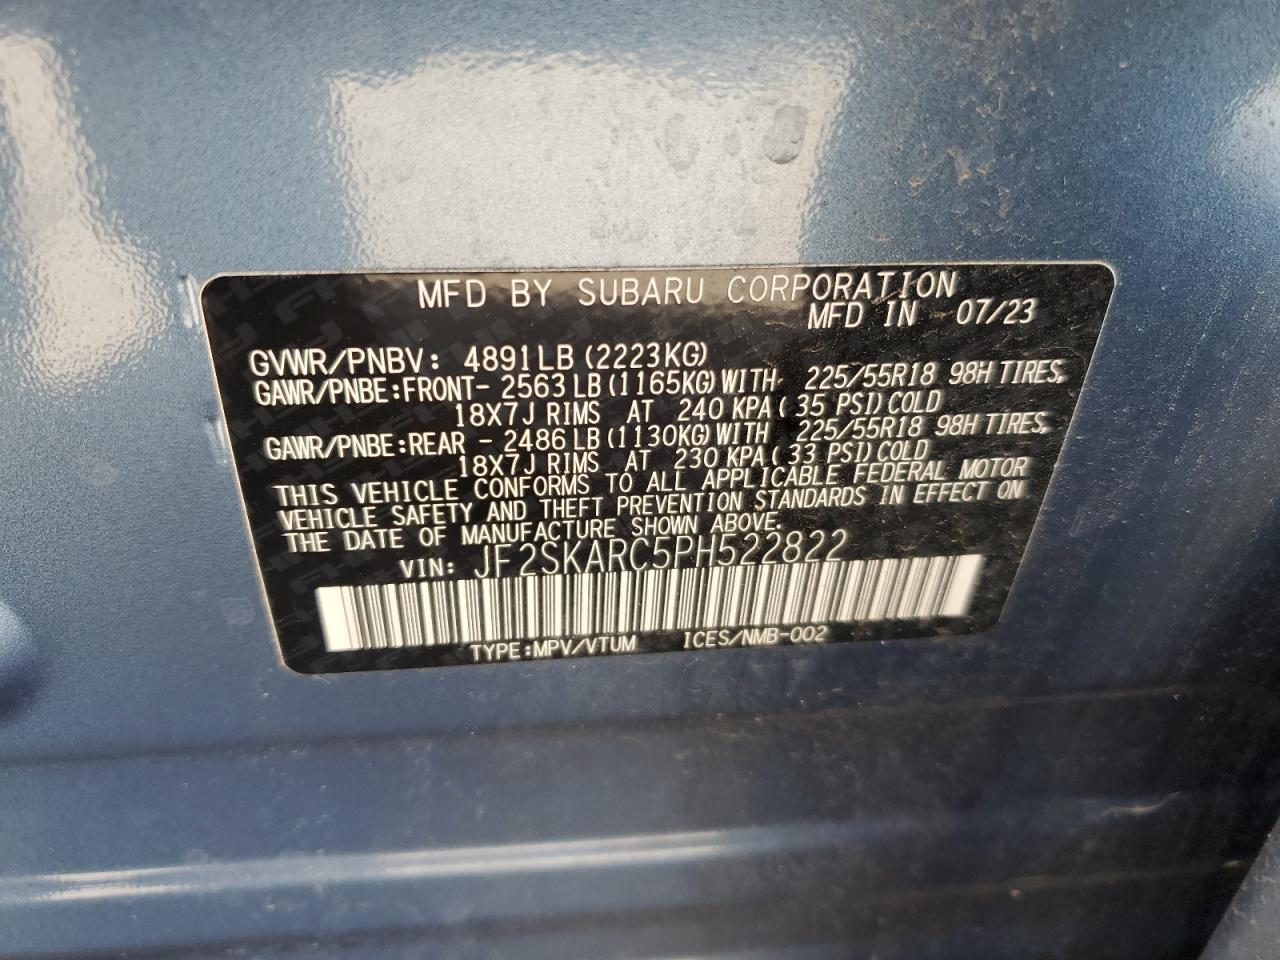 MFD BY SUBARU CORPORATION
MFD IN 07/23
GVWR/PNBV: 4891LB (2223KG)
GAWR/PNBE:FRONT- 2563 LB (1165KG) WITH 225/55R18 98H TIRES,
18X7J RIMS AT 240 KPA ( 35 PSI) COLD
GAWR/PNBE:REAR - 2486 LB (1130KG) WITH 225/55R18 98H TIRES,
18X7J RIMS AT 230 KPA ( 33 PSI) COLD
THIS VEHICLE CONFORMS TO ALL APPLICABLE FEDERAL MOTOR
VEHICLE SAFETY AND THEFT PREVENTION STANDARDS IN EFFECT ON
THE DATE OF MANUFACTURE SHOWN ABOVE.
VIN: JF2SKARC5PH522822
TYPE:MPV/VTUM ICES/NMB-002